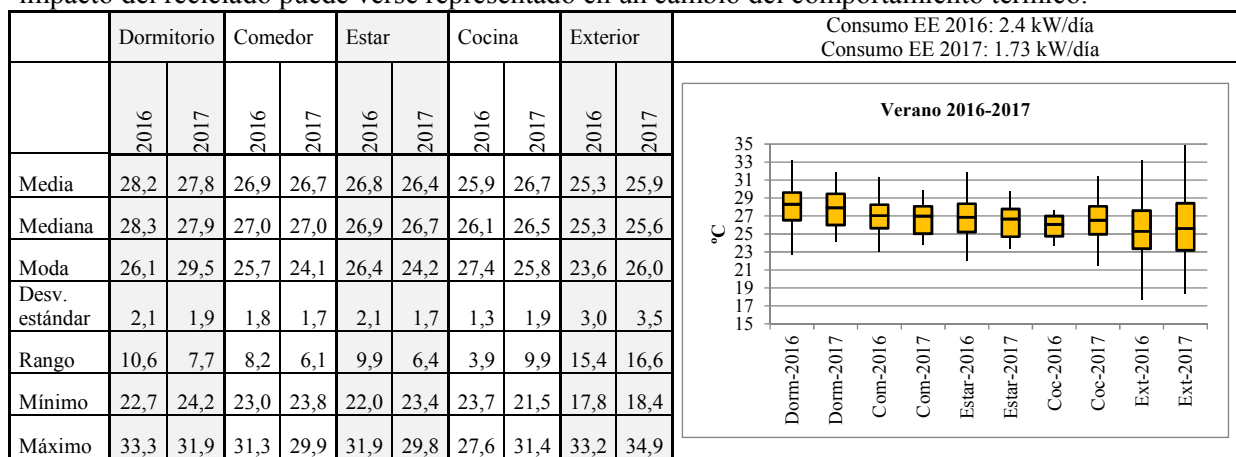 impacto del reciclado puede verse representado en un cambio del comportamiento térmico.
Dormitorio Comedor Estar Cocina Exterior
Consumo EE 2016: 2.4 kW/día
Consumo EE 2017: 1.73 kW/día
2016 2017 2016 2017 2016 2017 2016 2017 2016 2017
Media 28,2 27,8 26,9 26,7 26,8 26,4 25,9 26,7 25,3 25,9
Mediana 28,3 27,9 27,0 27,0 26,9 26,7 26,1 26,5 25,3 25,6
Moda 26,1 29,5 25,7 24,1 26,4 24,2 27,4 25,8 23,6 26,0
Desv.
estándar 2,1 1,9 1,8 1,7 2,1 1,7 1,3 1,9 3,0 3,5
Rango 10,6 7,7 8,2 6,1 9,9 6,4 3,9 9,9 15,4 16,6
Mínimo 22,7 24,2 23,0 23,8 22,0 23,4 23,7 21,5 17,8 18,4
Máximo 33,3 31,9 31,3 29,9 31,9 29,8 27,6 31,4 33,2 34,9
Verano 2016-2017
ºC
35
33
31
29
27
25
23
21
19
17
15
Dorm-2016
Dorm-2017
Com-2016
Com-2017
Estar-2016
Estar-2017
Coc-2016
Coc-2017
Ext-2016
Ext-2017